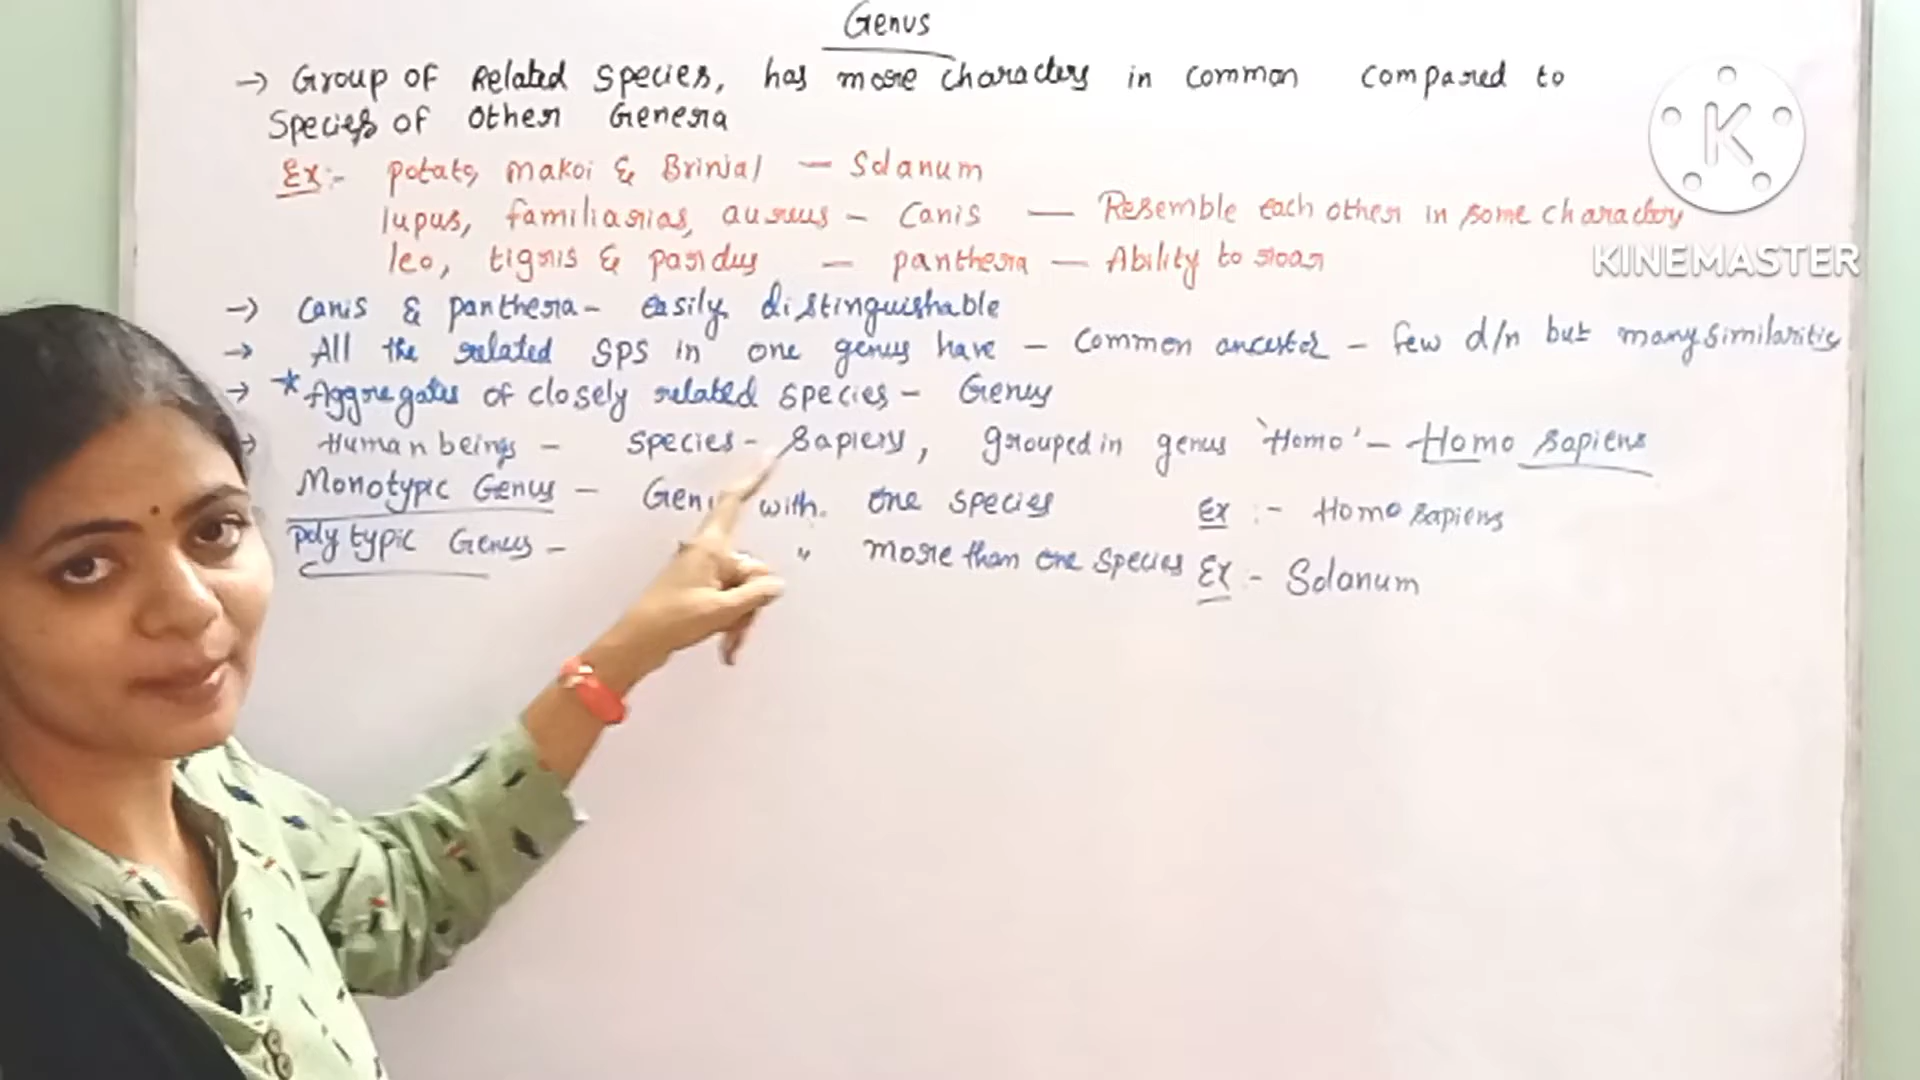 Genus
→ Group of Related Species, has more characters in common compared to
Species of Other Genera
Ex:- potato, makoi & Brinjal — Solanum
lupus, familiarias, aureus - Canis — Resemble each other in some characters
leo, tigris & pardus — panthera — Ability to roar
→ Canis & panthera - easily distinguishable
→ All the related SPS in one genus have - Common ancestor - few d/n but many similarities
→ *Aggregates of closely related species - Genus
→ Human beings - Species - sapiens, grouped in genus 'Homo' - Homo sapiens
Monotypic Genus - Genus with one species Ex:- Homo sapiens
poly typic Genus - " more than one species Ex:- Solanum
K
KINEMASTER